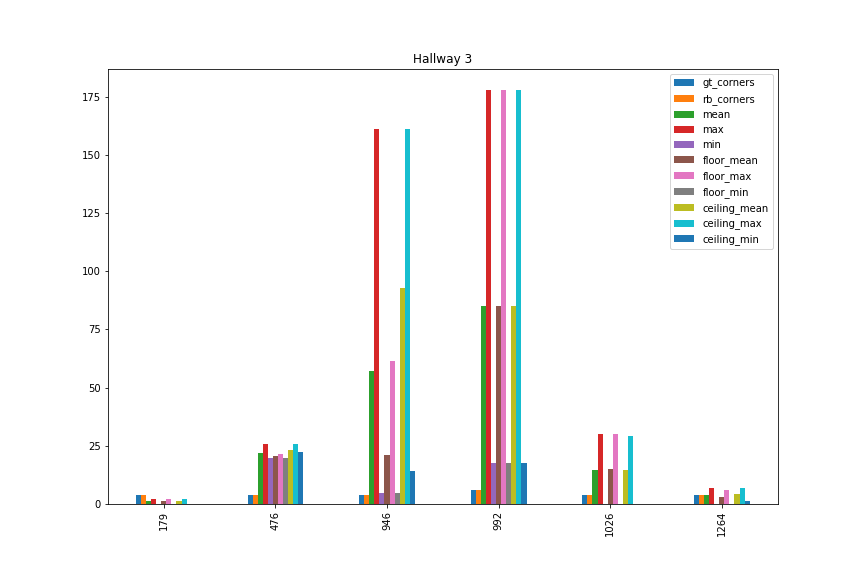 Hallway 3
gt_corners
rb_corners
mean
max
min
floor_mean
floor_max
floor_min
ceiling_mean
ceiling_max
ceiling_min
175
150
125
100
75
50
25
0
179
476
946
992
1026
1264